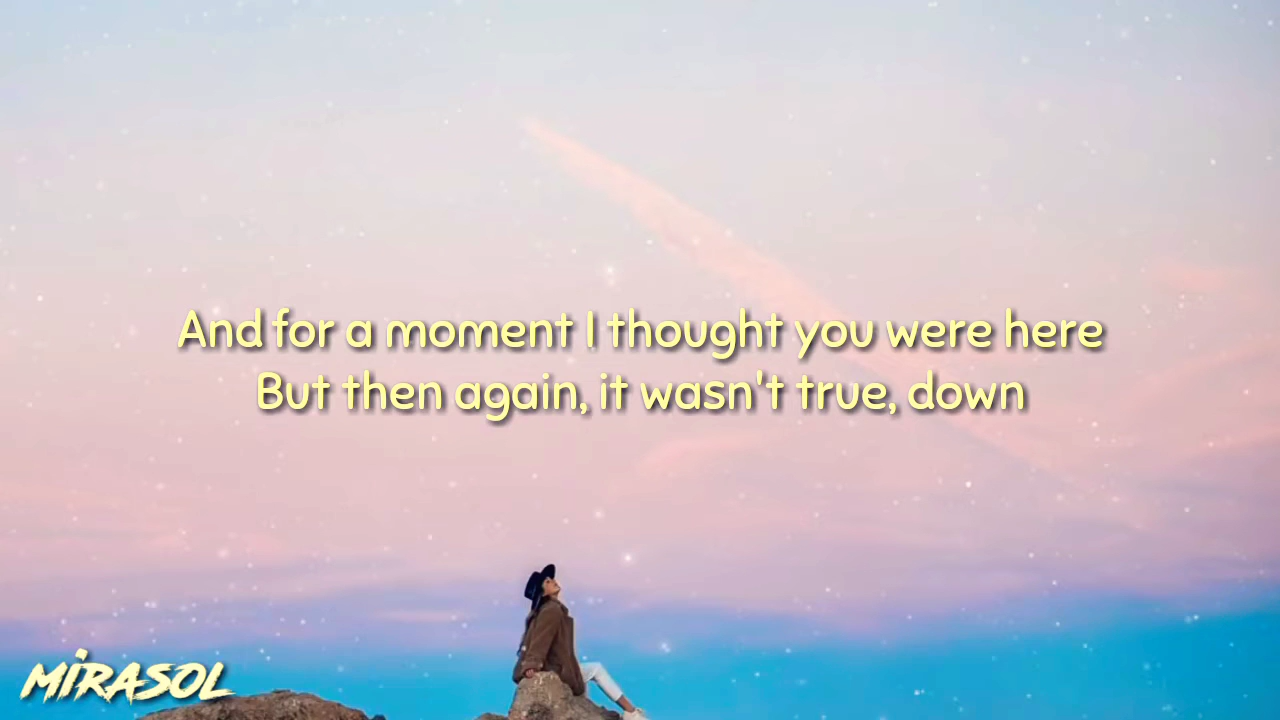 And for a moment I thought you were here
But then again, it wasn't true, down
MiRASOL